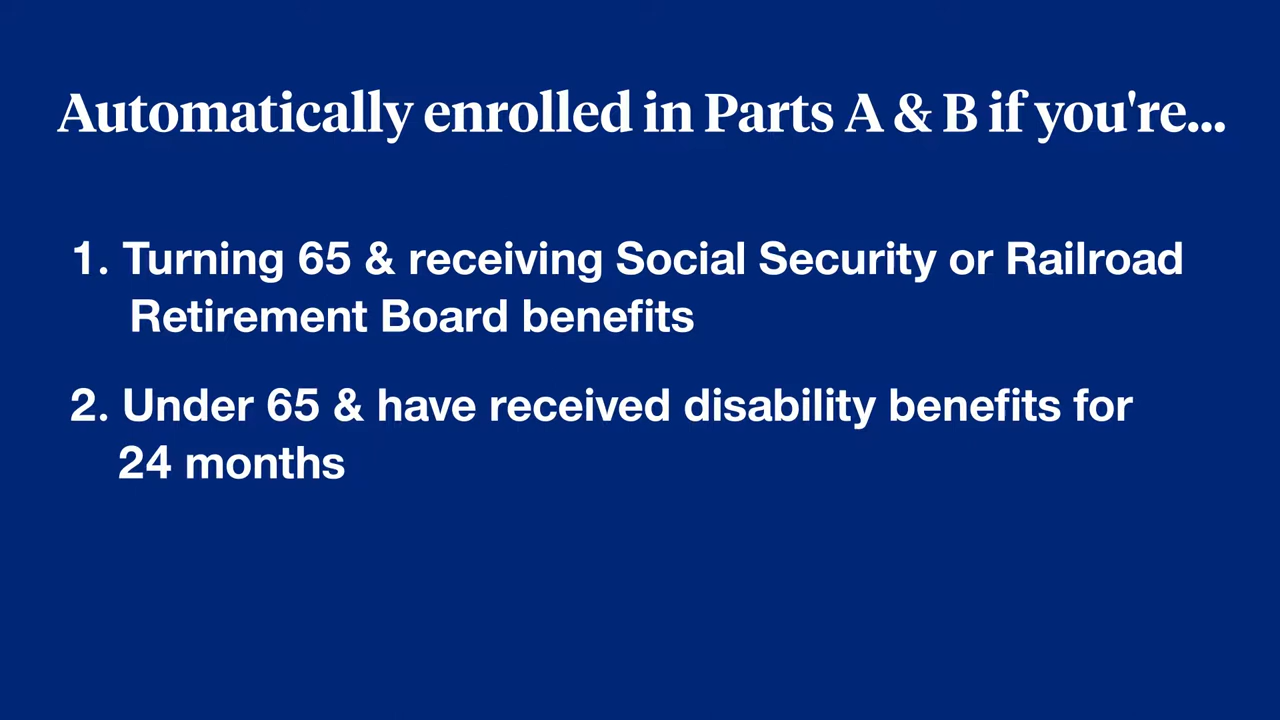 Automatically enrolled in Parts A & B if you're...
1. Turning 65 & receiving Social Security or Railroad
Retirement Board benefits
2. Under 65 & have received disability benefits for
24 months